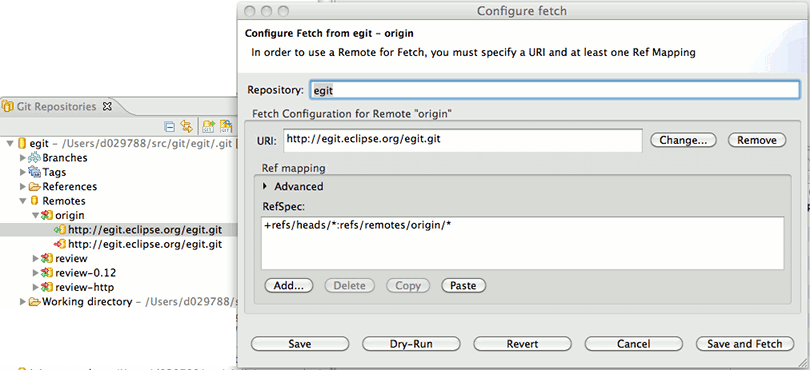 Configure fetch
Configure Fetch from egit - origin
In order to use a Remote for Fetch, you must specify a URI and at least one Ref Mapping
Repository: egit
Fetch Configuration for Remote "origin"
URI: http://egit.eclipse.org/egit.git Change... Remove
Ref mapping
Advanced
RefSpec:
+refs/heads/*:refs/remotes/origin/*
Add... Delete Copy Paste
Save Dry-Run Revert Cancel Save and Fetch
Git Repositories
egit - /Users/d029788/src/git/egit/.git [
Branches
Tags
References
Remotes
origin
http://egit.eclipse.org/egit.git
http://egit.eclipse.org/egit.git
review
review-0.12
review-http
Working directory - /Users/d029788/s